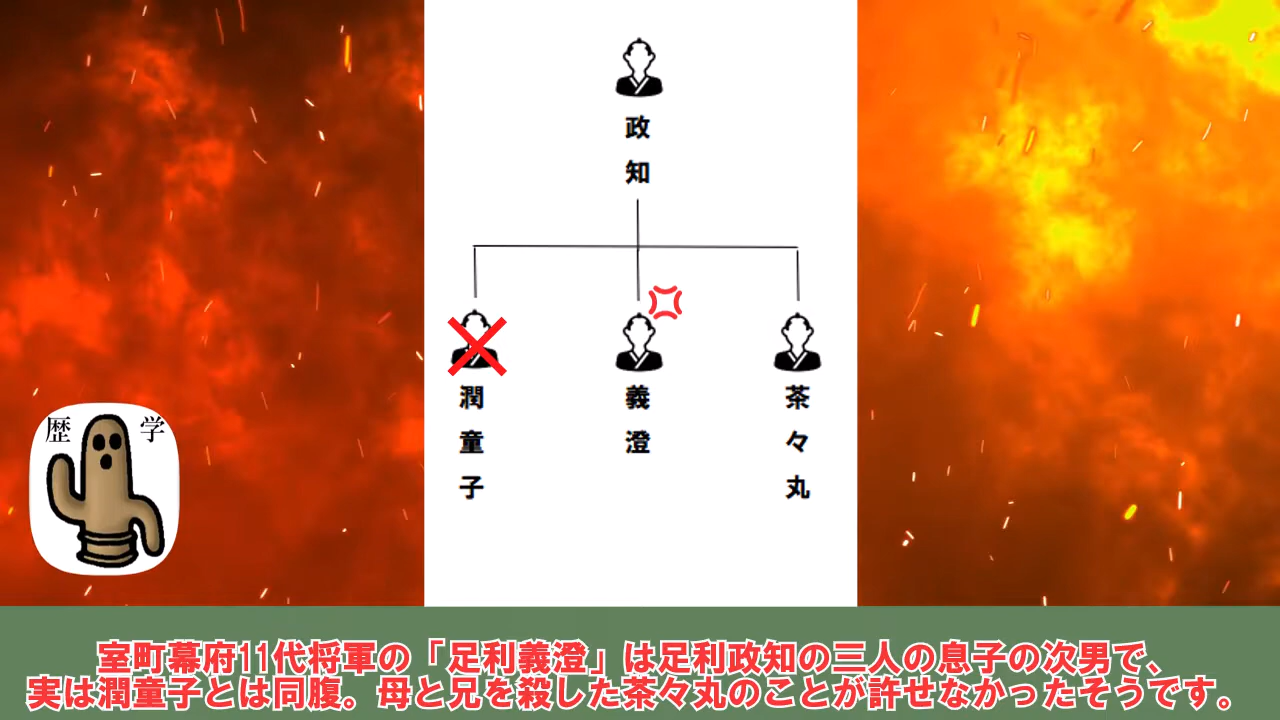 政知
潤童子
義澄
茶々丸
歴 学
室町幕府11代将軍の「足利義澄」は足利政知の三人の息子の次男で、
実は潤童子とは同腹。母と兄を殺した茶々丸のことが許せなかったそうです。